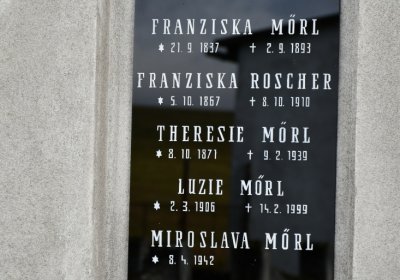 FRANZISKA MŐRL
* 21. 9 1837 † 2. 9. 1893
FRANZISKA ROSCHER
* 5. 10. 1867 † 8. 10. 1910
THERESIE MŐRL
* 8. 10. 1871 † 9. 2. 1939
LUZIE MŐRL
* 2. 3. 1906 † 14. 2. 1999
MIROSLAVA MŐRL
* 8. 4. 1942